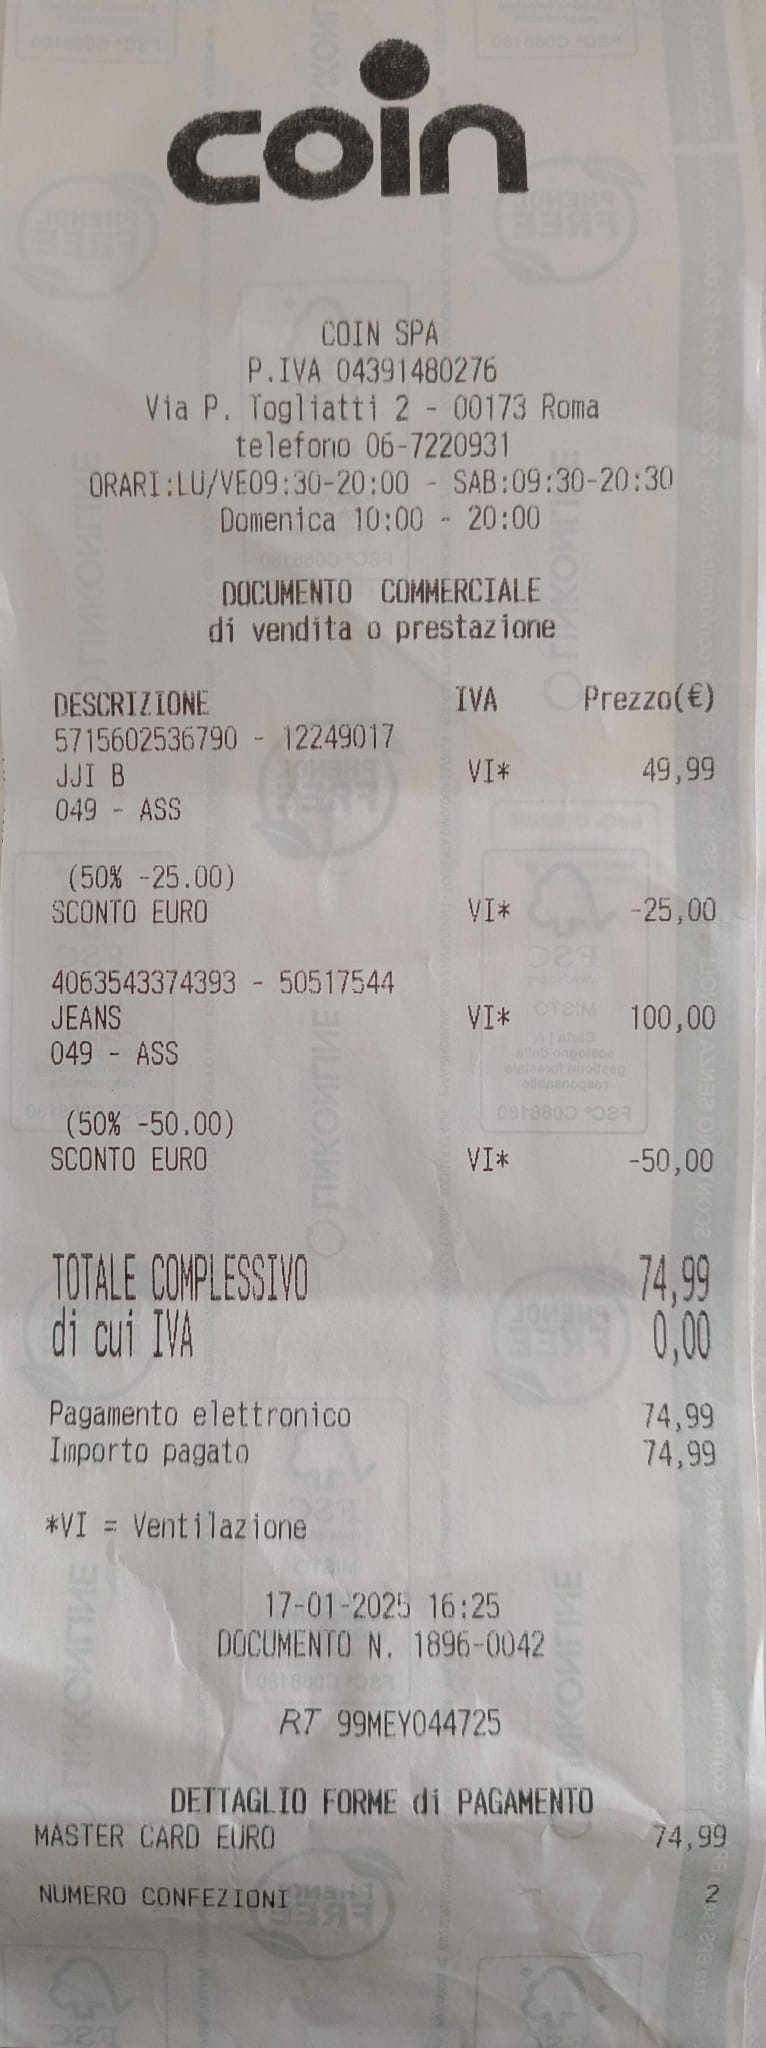 coin
COIN SPA
P.IVA 04391480276
Via P. Togliatti 2 - 00173 Roma
telefono 06-7220931
ORARI:LU/VE09:30-20:00 - SAB:09:30-20:30
Domenica 10:00 - 20:00
DOCUMENTO COMMERCIALE
di vendita o prestazione
DESCRIZIONE IVA Prezzo(€)
5715602536790 - 12249017
JJI B VI* 49,99
049 - ASS
(50% -25.00)
SCONTO EURO VI* -25,00
4063543374393 - 50517544
JEANS VI* 100,00
049 - ASS
(50% -50.00)
SCONTO EURO VI* -50,00
TOTALE COMPLESSIVO 74,99
di cui IVA 0,00
Pagamento elettronico 74,99
Importo pagato 74,99
*VI = Ventilazione
17-01-2025 16:25
DOCUMENTO N. 1896-0042
RT 99MEY044725
DETTAGLIO FORME di PAGAMENTO
MASTER CARD EURO 74,99
NUMERO CONFEZIONI 2